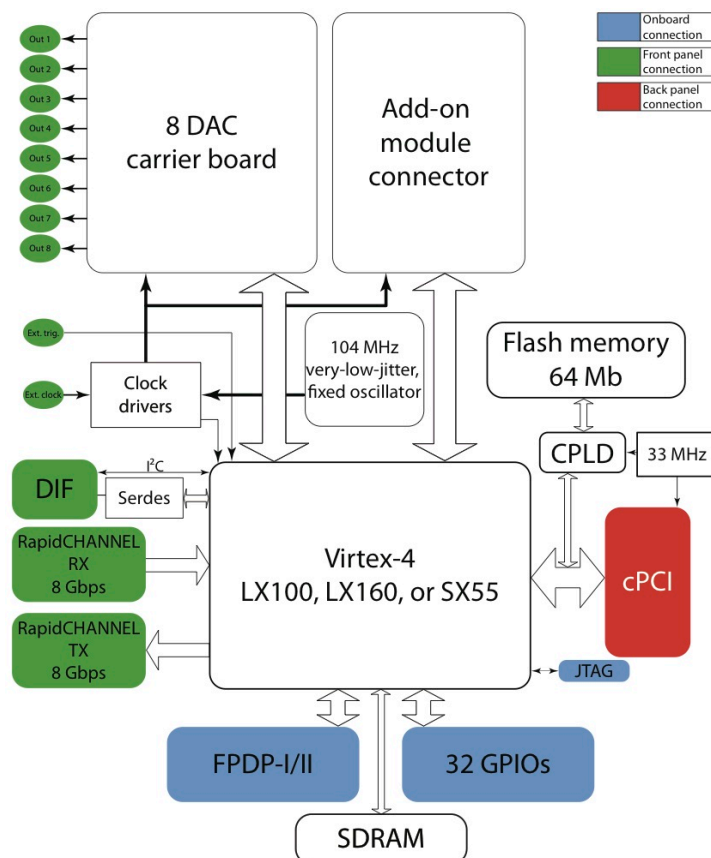 Out 1
Out 2
Out 3
Out 4
Out 5
Out 6
Out 7
Out 8
8 DAC
carrier board
Add-on
module
connector
Onboard
connection
Front panel
connection
Back panel
connection
Ext. trig.
Ext. clock
Clock
drivers
104 MHz
very-low-jitter,
fixed oscillator
Flash memory
64 Mb
CPLD
33 MHz
I²C
DIF
Serdes
RapidCHANNEL
RX
8 Gbps
RapidCHANNEL
TX
8 Gbps
Virtex-4
LX100, LX160, or SX55
cPCI
JTAG
FPDP-I/II
32 GPIOs
SDRAM